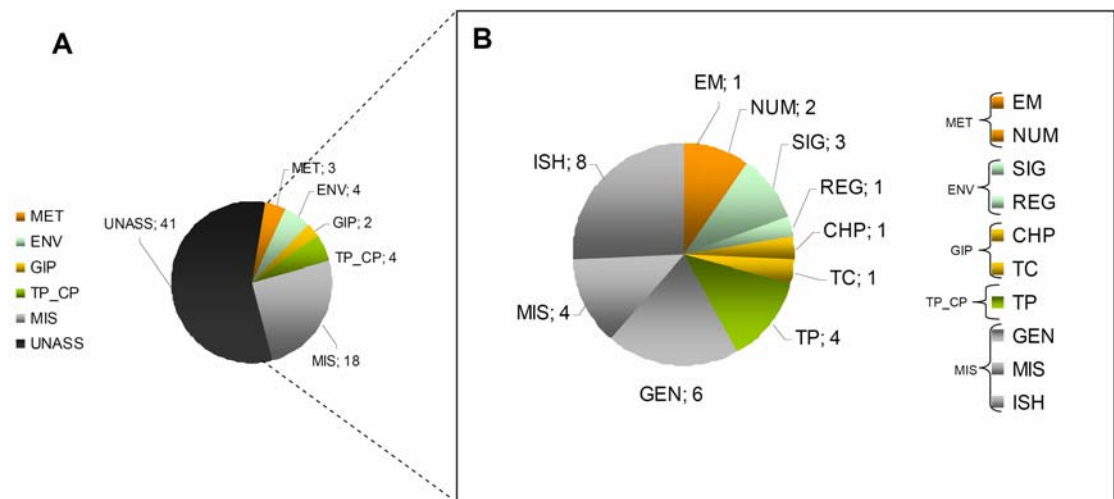 A
MET; 3
ENV; 4
GIP; 2
TP_CP; 4
MIS; 18
UNASS; 41
MET
ENV
GIP
TP_CP
MIS
UNASS
B
EM; 1
NUM; 2
SIG; 3
REG; 1
CHP; 1
TC; 1
TP; 4
GEN; 6
MIS; 4
ISH; 8
MET
EM
NUM
ENV
SIG
REG
GIP
CHP
TC
TP_CP
TP
MIS
GEN
MIS
ISH